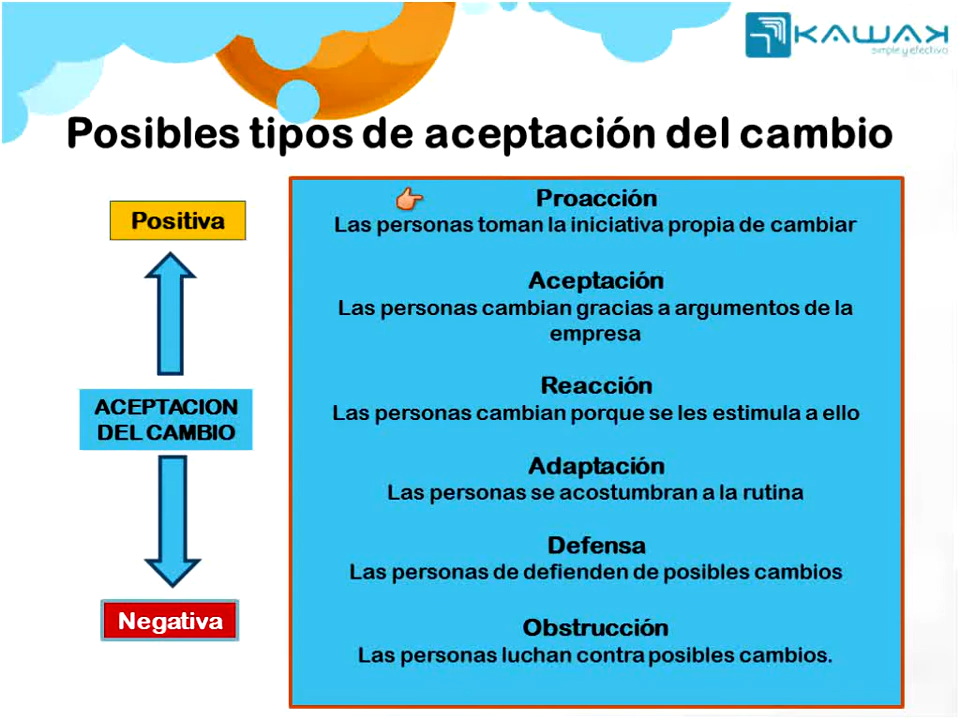 KAWAK
simple y efectivo
Posibles tipos de aceptación del cambio
Positiva
ACEPTACION
DEL CAMBIO
Negativa
Proacción
Las personas toman la iniciativa propia de cambiar
Aceptación
Las personas cambian gracias a argumentos de la
empresa
Reacción
Las personas cambian porque se les estimula a ello
Adaptación
Las personas se acostumbran a la rutina
Defensa
Las personas de defienden de posibles cambios
Obstrucción
Las personas luchan contra posibles cambios.